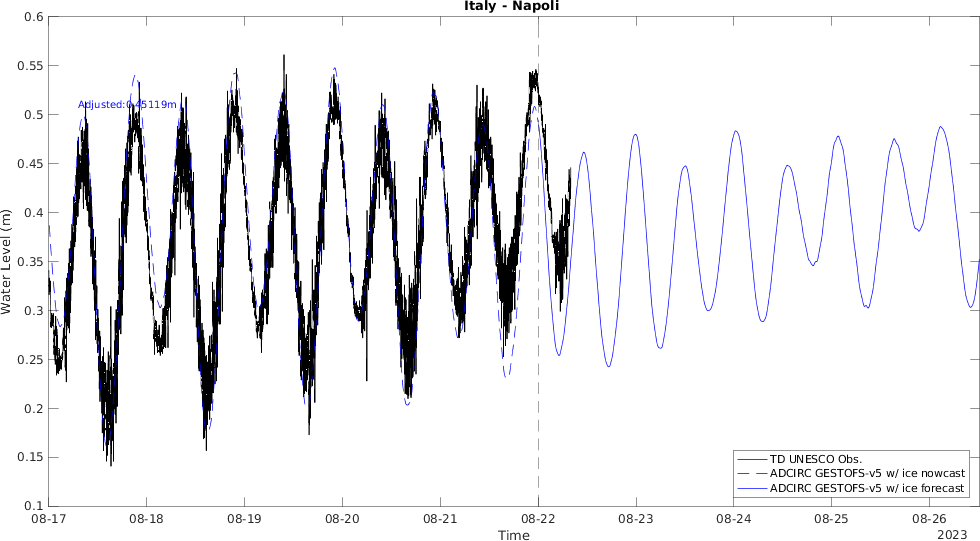 Italy - Napoli
Adjusted:0.45119m
Water Level (m)
0.6
0.55
0.5
0.45
0.4
0.35
0.3
0.25
0.2
0.15
0.1
08-17 08-18 08-19 08-20 08-21 08-22 08-23 08-24 08-25 08-26
Time
2023
TD UNESCO Obs.
ADCIRC GESTOFS-v5 w/ ice nowcast
ADCIRC GESTOFS-v5 w/ ice forecast